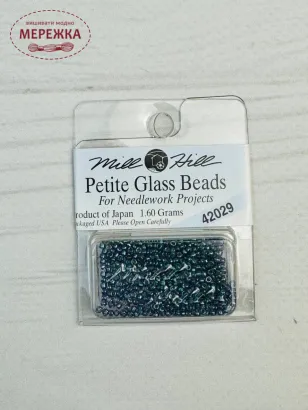 вишивати модно
МЕРЕЖКА
Mill Hill
Petite Glass Beads
For Needlework Projects
Product of Japan 1.60 Grams
Packaged USA Please Open Carefully
42029